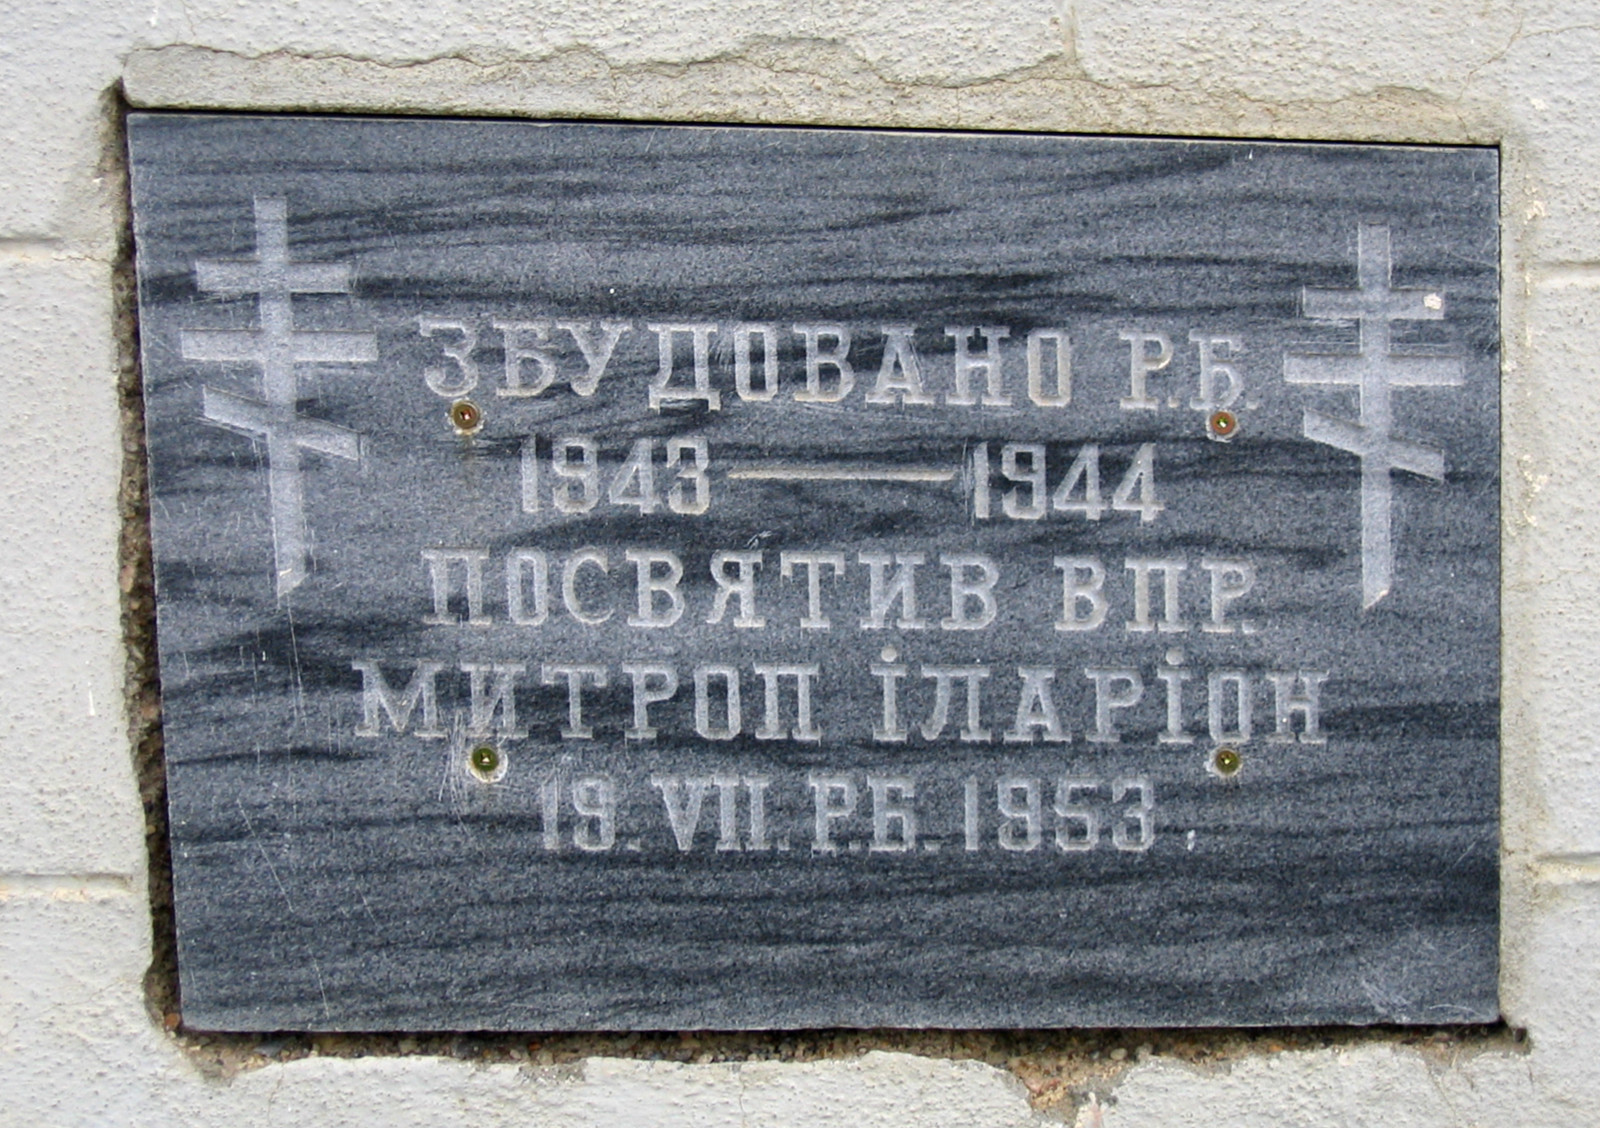 ЗБУДОВАНО Р.Б.
1943 — 1944
ПОСВЯТИВ ВПР.
МИТРОП ІЛАРІОН
19. VII. Р.Б. 1953